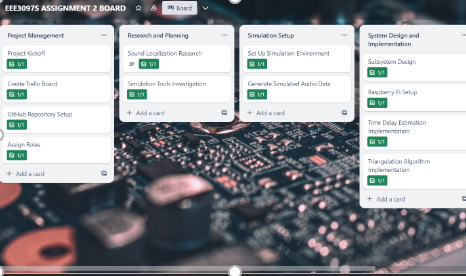 EEE3097S ASSIGNMENT 2 BOARD
Board
Project Management
Project Kickoff
1/1
Create Trello Board
1/1
GitHub Repository Setup
1/1
Assign Roles
1/1
+ Add a card
Research and Planning
Sound Localization Research
1/1
Simulation Tools Investigation
1/1
+ Add a card
Simulation Setup
Set Up Simulation Environment
1/1
Generate Simulated Audio Data
1/1
+ Add a card
System Design and
Implementation
Subsystem Design
1/1
Raspberry Pi Setup
1/1
Time Delay Estimation
Implementation
1/1
Triangulation Algorithm
Implementation
1/1
+ Add a card